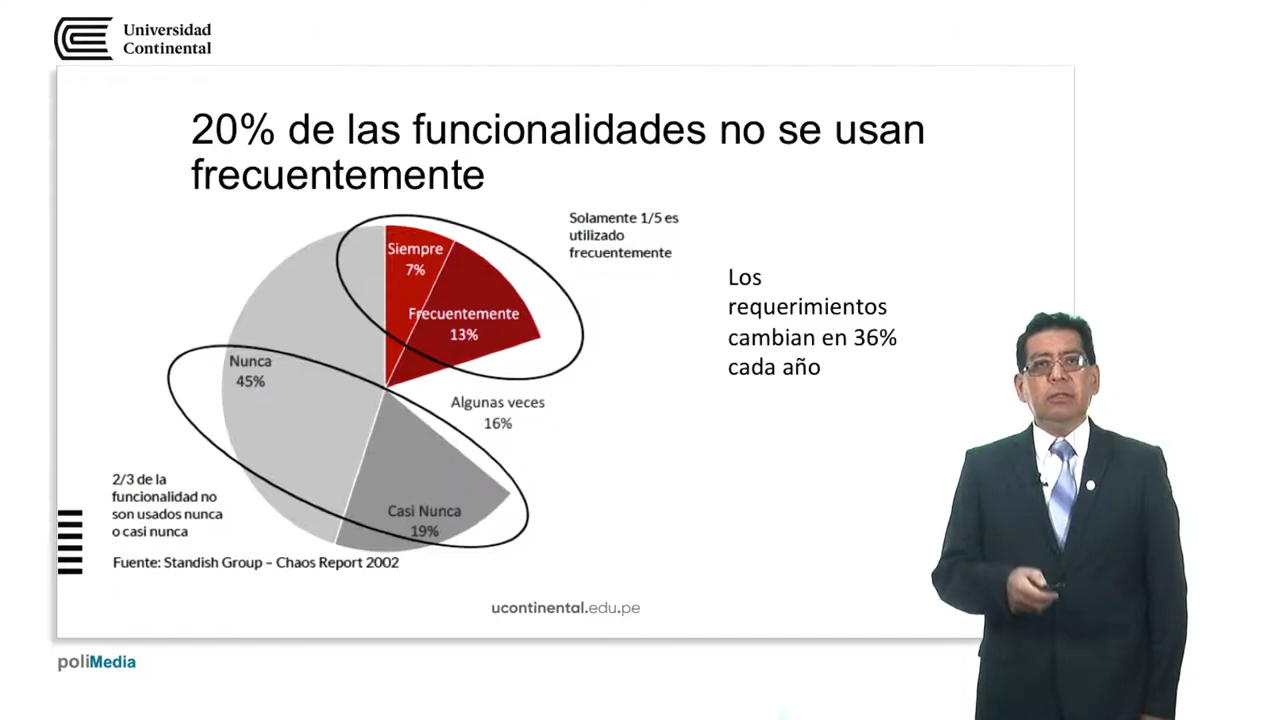 Universidad
Continental
20% de las funcionalidades no se usan
frecuentemente
Solamente 1/5 es
utilizado
frecuentemente
Siempre
7%
Frecuentemente
13%
Los
requerimientos
cambian en 36%
cada año
Nunca
45%
Algunas veces
16%
2/3 de la
funcionalidad no
son usados nunca
o casi nunca
Casi Nunca
19%
Fuente: Standish Group – Chaos Report 2002
ucontinental.edu.pe
poliMedia